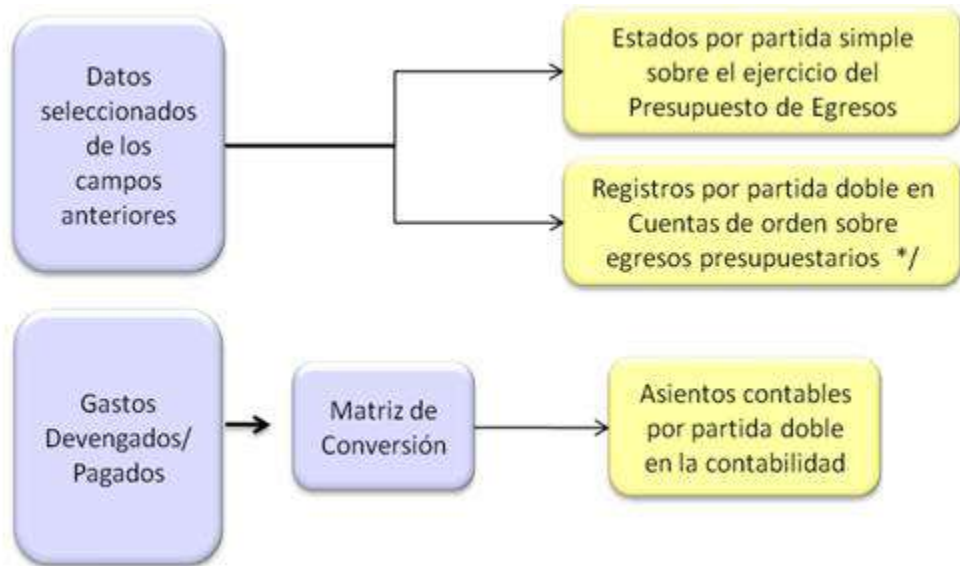 Datos
seleccionados
de los
campos
anteriores
Estados por partida simple
sobre el ejercicio del
Presupuesto de Egresos
Registros por partida doble en
Cuentas de orden sobre
egresos presupuestarios */
Gastos
Devengados/
Pagados
Matriz de
Conversión
Asientos contables
por partida doble
en la contabilidad